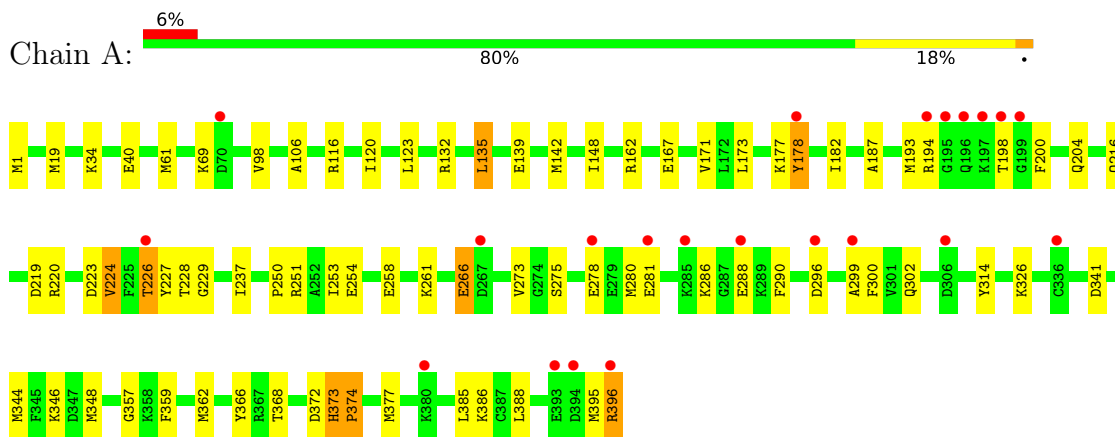 6%
Chain A:
80% 18% •
M1 M19 K34 E40 M61 K69 D70 V98 A106 R116 I120 L123 R132 L135 E139 M142 I148 R162 E167 V171 L172 L173 K177 Y178 I182 A187 M193 R194 G195 Q196 K197 T198 G199 F200 Q204
D219 R220 D223 V224 F225 T226 Y227 T228 G229 I237 P250 R251 A252 I253 E254 E258 K261 E266 D267 V273 G274 S275 E278 E279 M280 E281 K285 K286 G287 E288 K289 F290 D296 A299 F300 V301 Q302 D306 Y314 K326 C336 D341
M344 F345 K346 D347 M348 G357 K358 F359 M362 Y366 R367 T368 D372 H373 P374 M377 K380 L385 K386 C387 L388 E393 D394 M395 R396